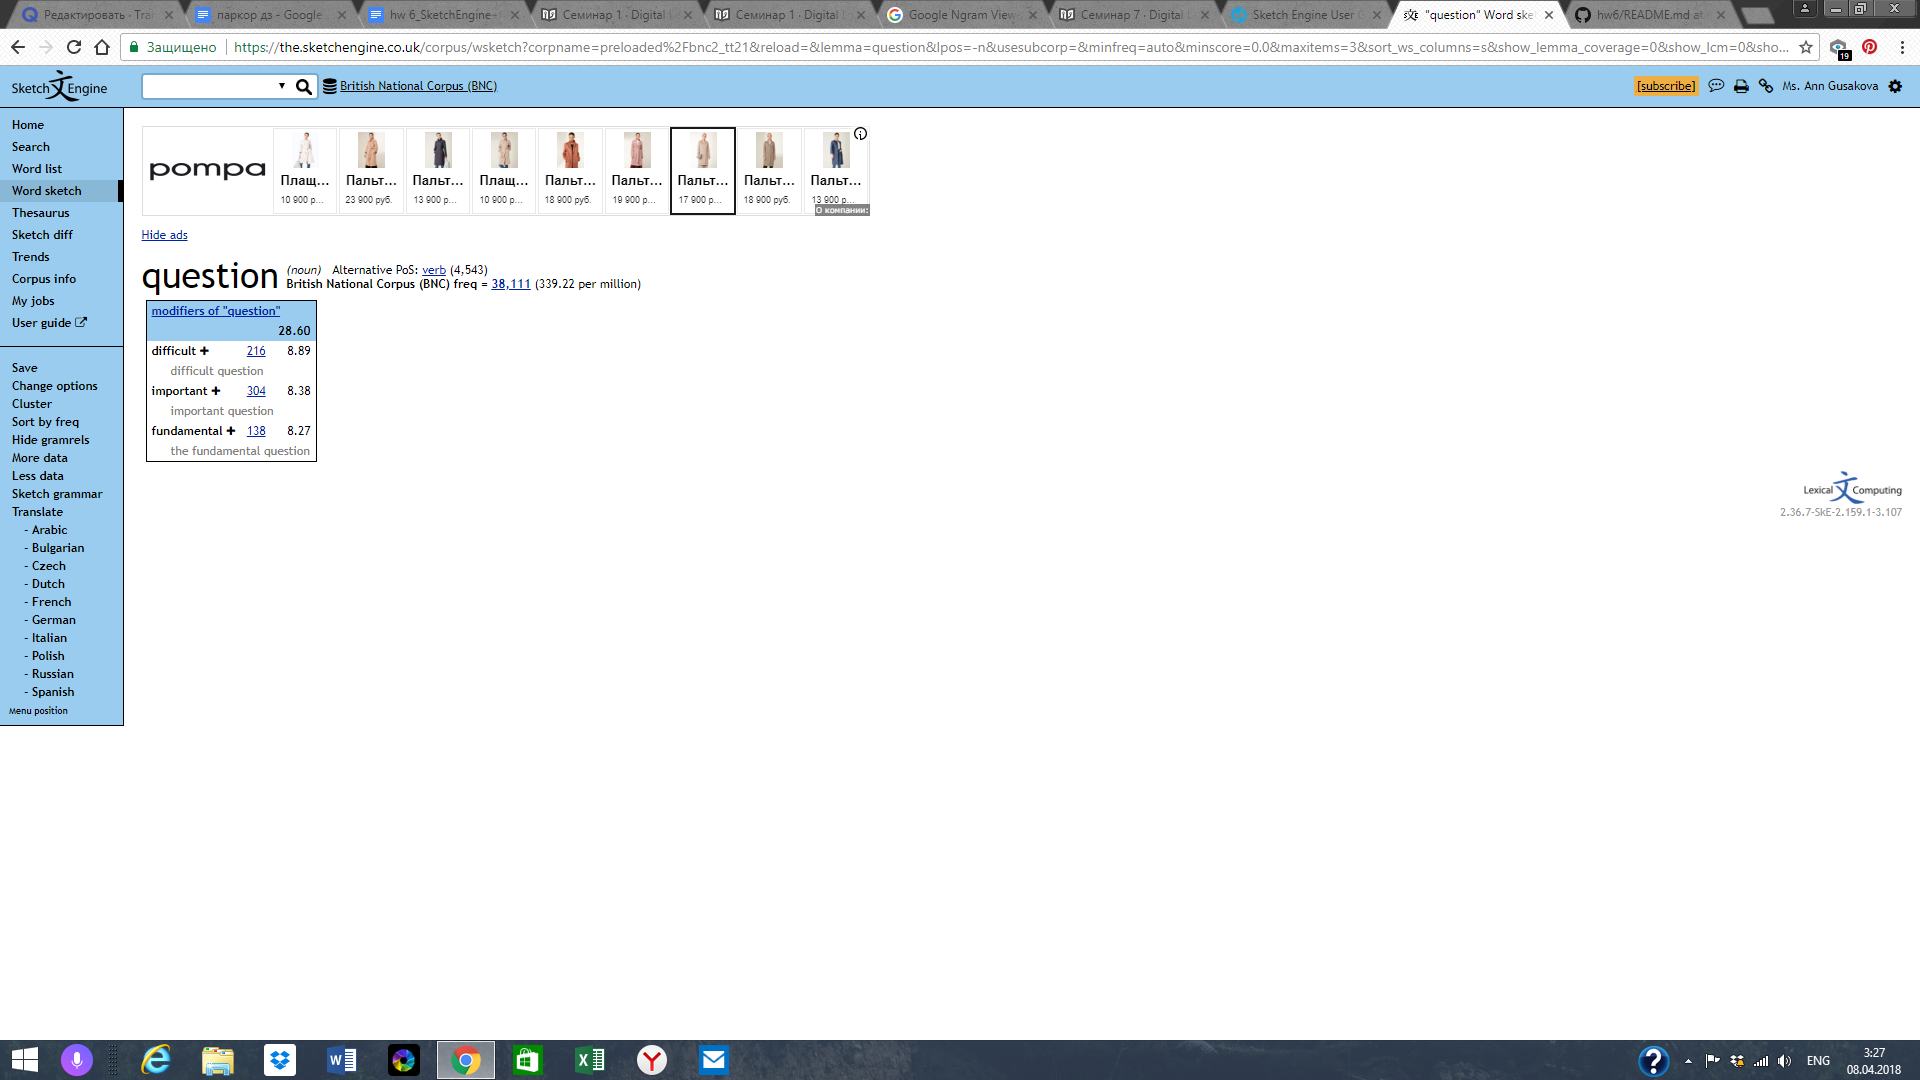 Редактировать - Tra
паркор дз - Google
hw 6_SketchEngine-
Семинар 1 · Digital
Семинар 1 · Digital
Google Ngram View
Семинар 7 · Digital
Sketch Engine User
"question" Word ske
hw6/README.md at
Защищено
https://the.sketchengine.co.uk/corpus/wsketch?corpname=preloaded%2Fbnc2_tt21&reload=&lemma=question&lpos=-n&usesubcorp=&minfreq=auto&minscore=0.0&maxitems=3&sort_ws_columns=s&show_lemma_coverage=0&show_lcm=0&sho...
19
Sketch Engine
British National Corpus (BNC)
[subscribe]
Ms. Ann Gusakova
Home
Search
Word list
Word sketch
Thesaurus
Sketch diff
Trends
Corpus info
My jobs
User guide
Save
Change options
Cluster
Sort by freq
Hide gramrels
More data
Less data
Sketch grammar
Translate
- Arabic
- Bulgarian
- Czech
- Dutch
- French
- German
- Italian
- Polish
- Russian
- Spanish
Menu position
pompa
Плащ... Пальт... Пальт... Плащ... Пальт... Пальт... Пальт... Пальт... Пальт...
10 900 р... 23 900 руб. 13 900 р... 10 900 р... 18 900 руб. 19 900 р... 17 900 р... 18 900 руб. 13 900 р...
О компании:
Hide ads
question (noun) Alternative PoS: verb (4,543)
British National Corpus (BNC) freq = 38,111 (339.22 per million)
modifiers of "question"
28.60
difficult 216 8.89
difficult question
important 304 8.38
important question
fundamental 138 8.27
the fundamental question
Lexical Computing
2.36.7-SkE-2.159.1-3.107
ENG
3:27
08.04.2018